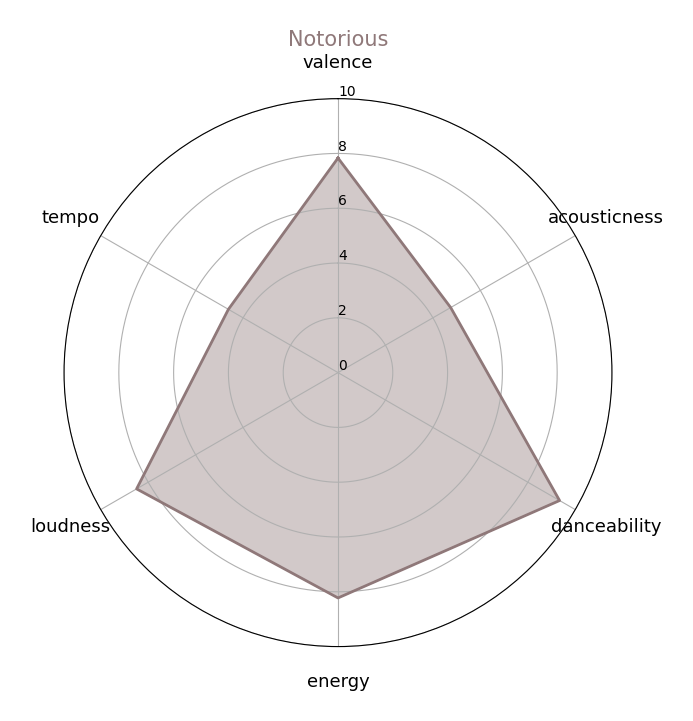 Notorious
valence
10
8
6
4
2
0
tempo
acousticness
loudness
danceability
energy